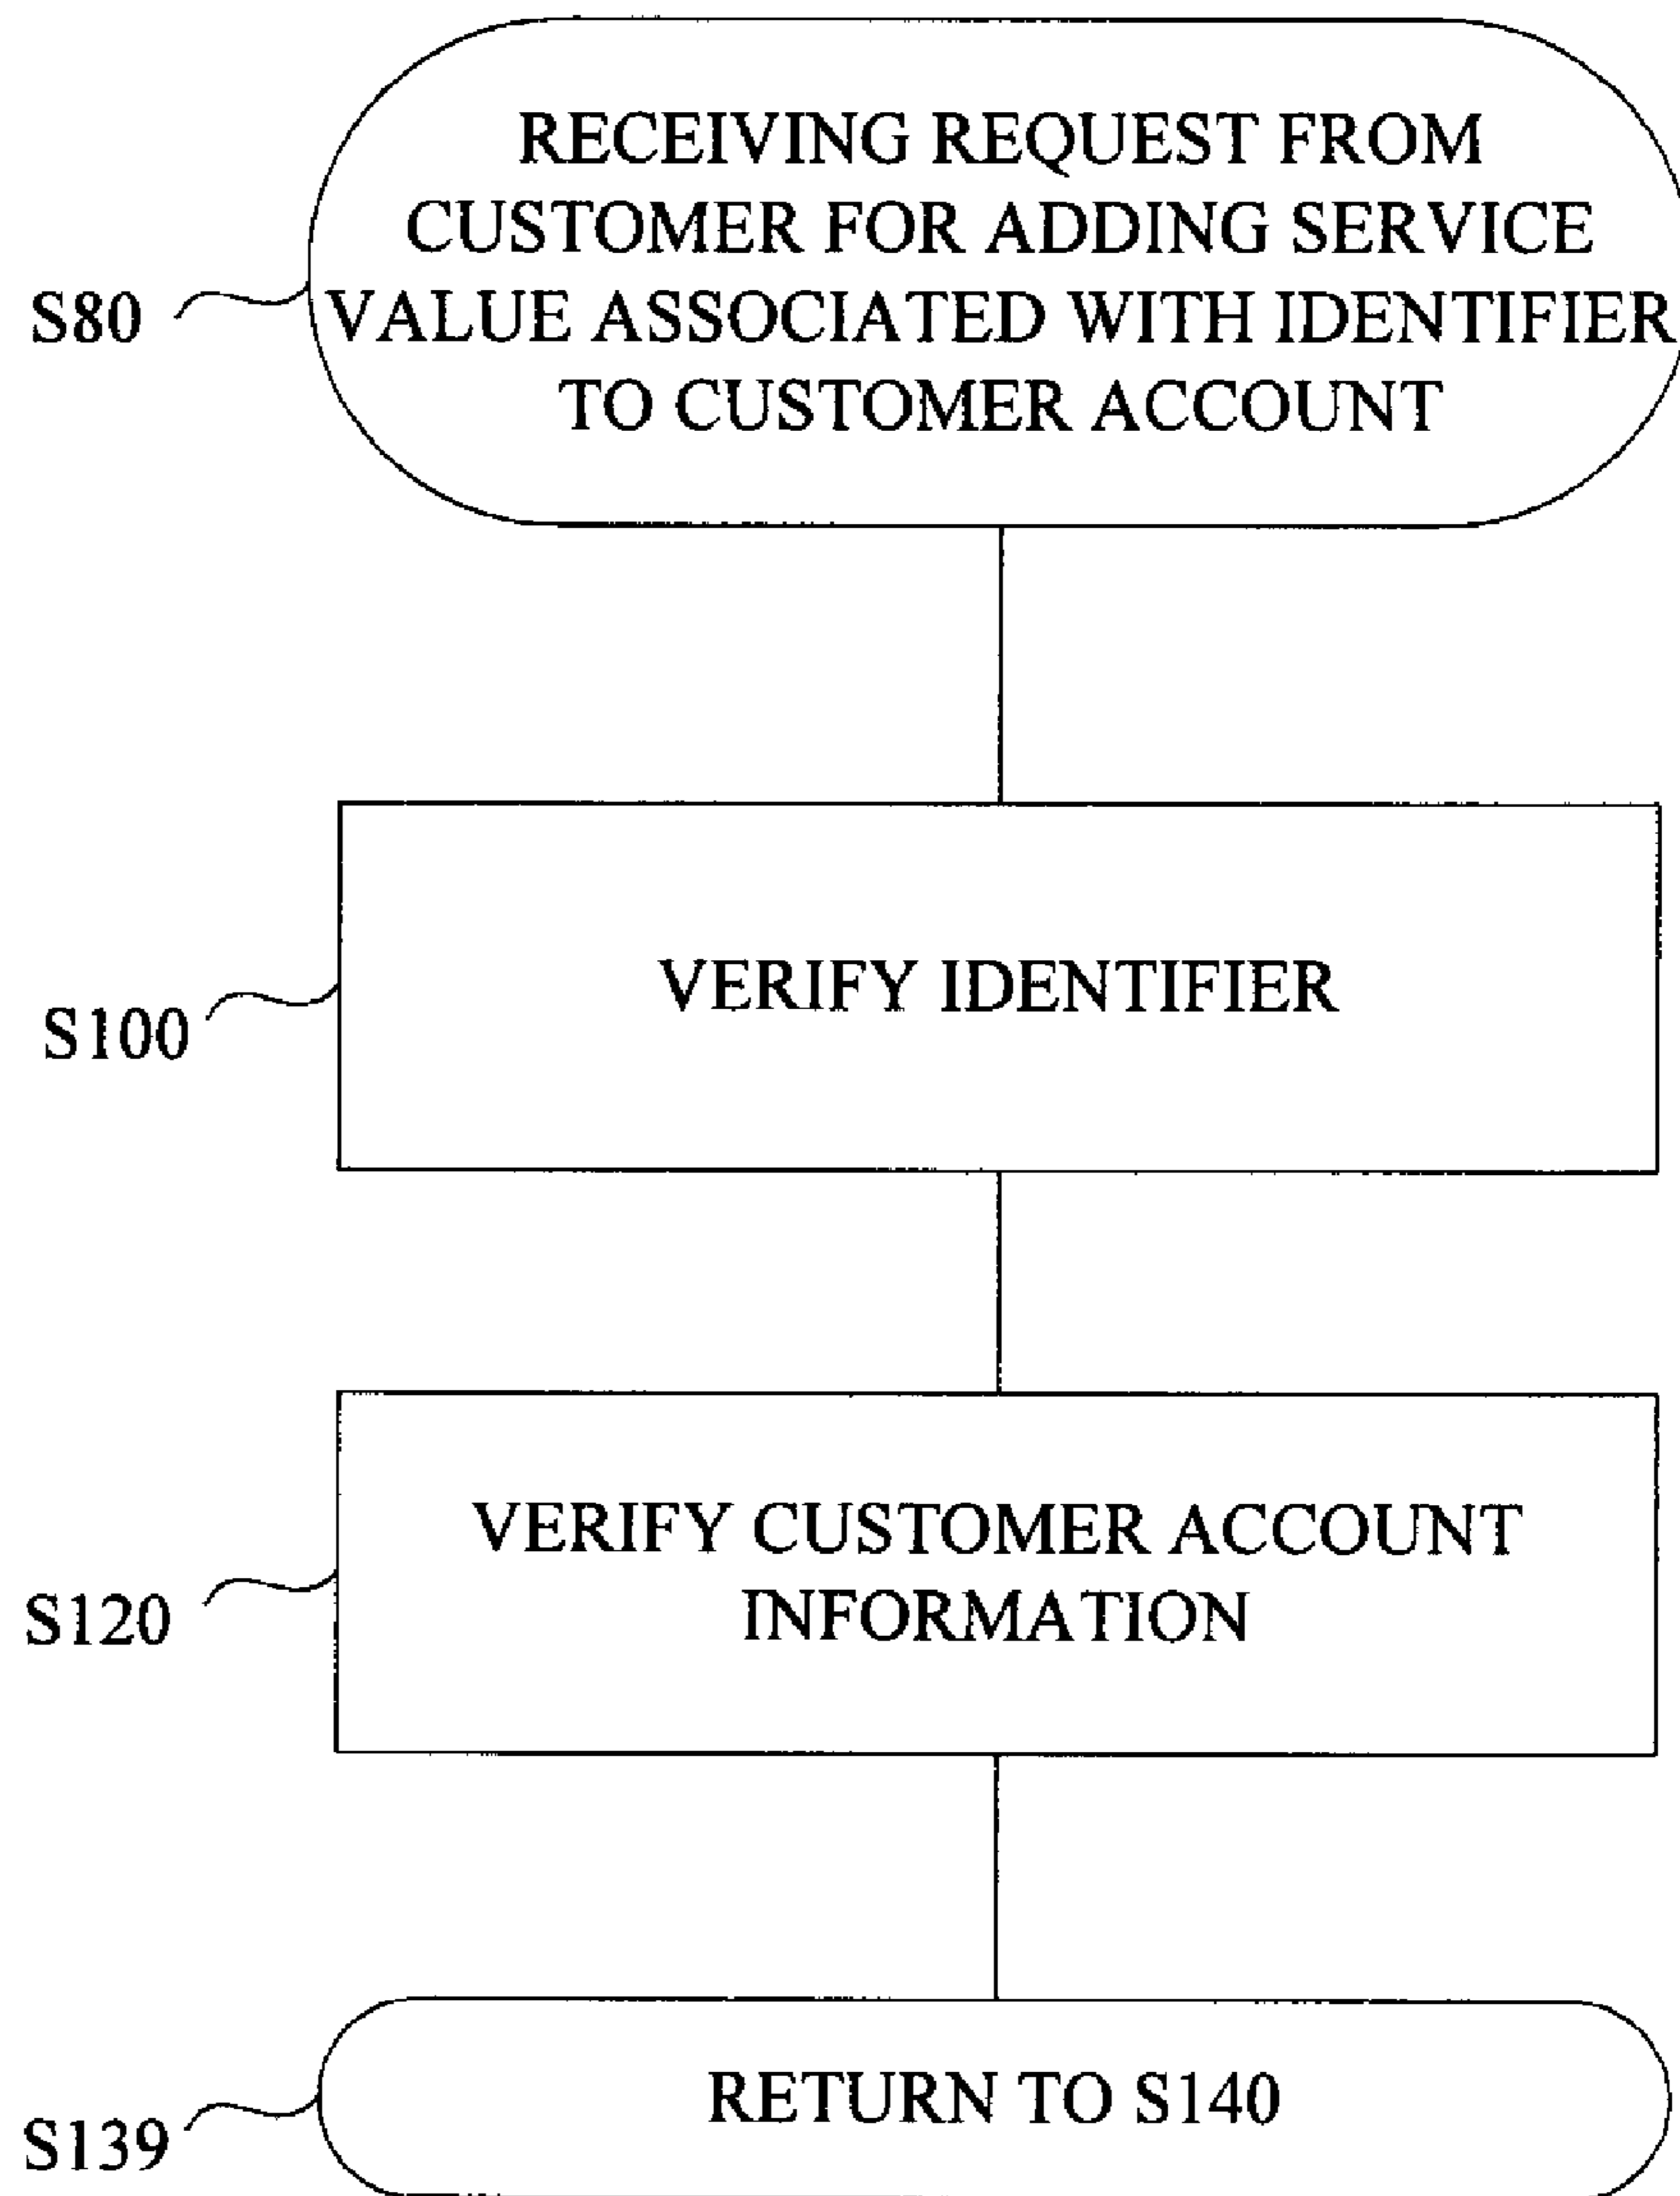 RECEIVING REQUEST FROM
CUSTOMER FOR ADDING SERVICE
S80
VALUE ASSOCIATED WITH IDENTIFIER
TO CUSTOMER ACCOUNT
VERIFY IDENTIFIER
S100
VERIFY CUSTOMER ACCOUNT
INFORMATION
S120
RETURN TO S140
S139